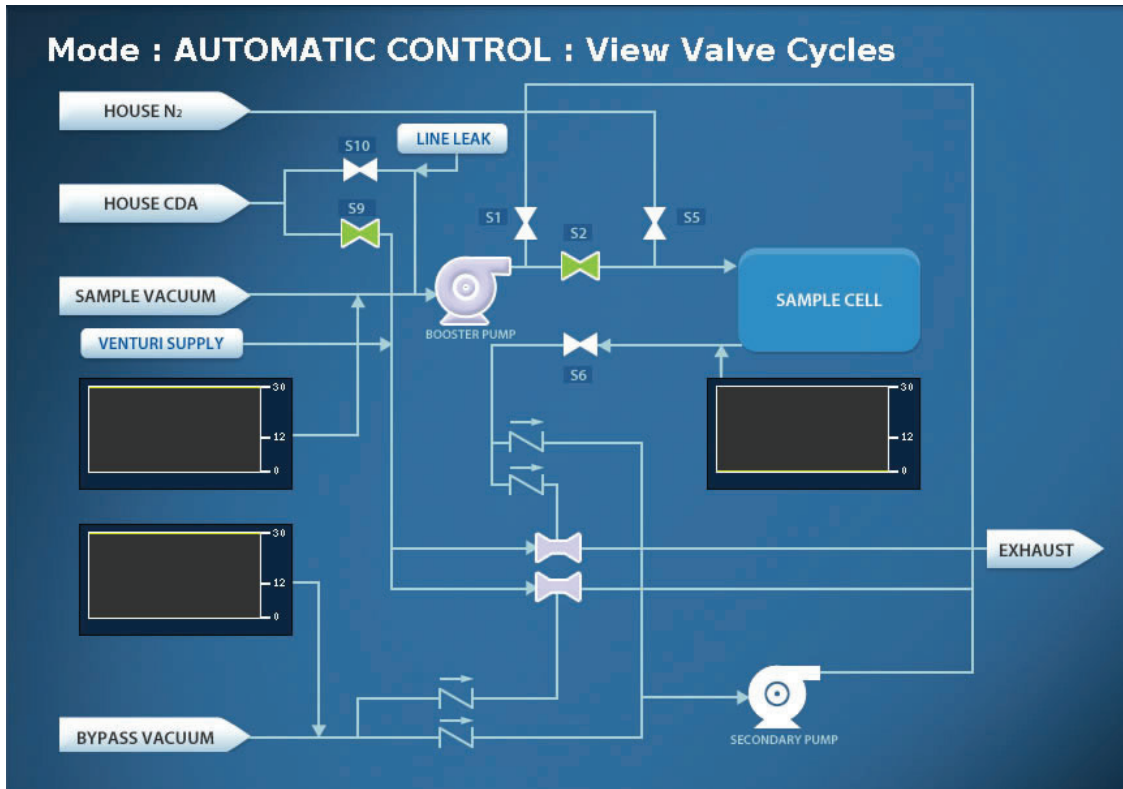 Mode : AUTOMATIC CONTROL : View Valve Cycles
HOUSE N₂
LINE LEAK
S10
HOUSE CDA
S9
S1
S2
S5
SAMPLE VACUUM
BOOSTER PUMP
SAMPLE CELL
VENTURI SUPPLY
S6
30
12
0
30
12
0
30
12
0
EXHAUST
BYPASS VACUUM
SECONDARY PUMP